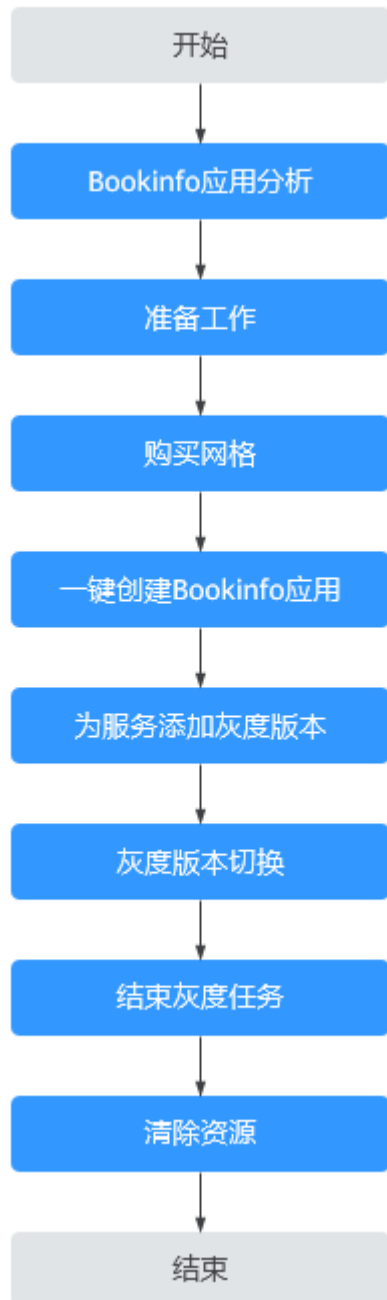 开始
Bookinfo应用分析
准备工作
购买网格
一键创建Bookinfo应用
为服务添加灰度版本
灰度版本切换
结束灰度任务
清除资源
结束